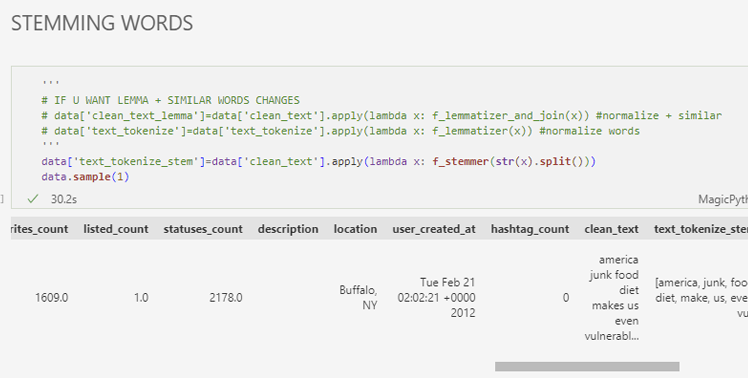 STEMMING WORDS
'''
# IF U WANT LEMMA + SIMILAR WORDS CHANGES
# data['clean_text_lemma']=data['clean_text'].apply(lambda x: f_lemmatizer_and_join(x)) #normalize + similar
# data['text_tokenize']=data['text_tokenize'].apply(lambda x: f_lemmatizer(x)) #normalize words
'''
data['text_tokenize_stem']=data['clean_text'].apply(lambda x: f_stemmer(str(x).split()))
data.sample(1)
] 30.2s MagicPyth
rites_count listed_count statuses_count description location user_created_at hashtag_count clean_text text_tokenize_ste
1609.0 1.0 2178.0 Buffalo, NY Tue Feb 21 02:02:21 +0000 2012 0 america junk food diet makes us even vulnerabl... [america, junk, foo diet, make, us, eve vu